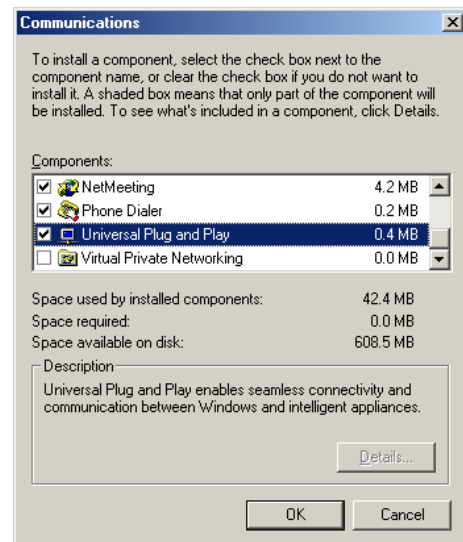 Communications
To install a component, select the check box next to the
component name, or clear the check box if you do not want to
install it. A shaded box means that only part of the component will
be installed. To see what's included in a component, click Details.
Components:
NetMeeting 4.2 MB
Phone Dialer 0.2 MB
Universal Plug and Play 0.4 MB
Virtual Private Networking 0.0 MB
Space used by installed components: 42.4 MB
Space required: 0.0 MB
Space available on disk: 608.5 MB
Description
Universal Plug and Play enables seamless connectivity and
communication between Windows and intelligent appliances.
Details...
OK Cancel